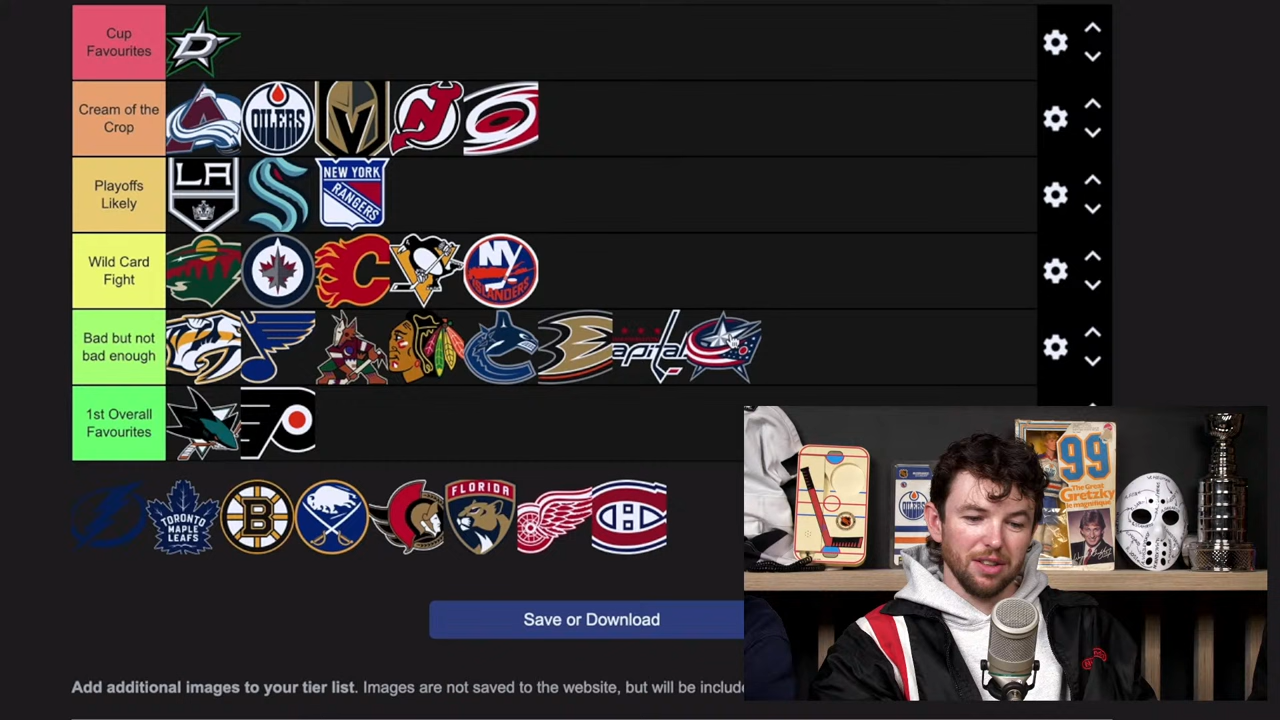 Cup
Favourites
Cream of the
Crop
OILERS
Playoffs
Likely
LA
NEW YORK
RANGERS
Wild Card
Fight
NY
ISLANDERS
Bad but not
bad enough
capitals
1st Overall
Favourites
TORONTO
MAPLE
LEAFS
B
FLORIDA
99
The Great
Gretzky
le magnifique
Save or Download
Add additional images to your tier list. Images are not saved to the website, but will be include